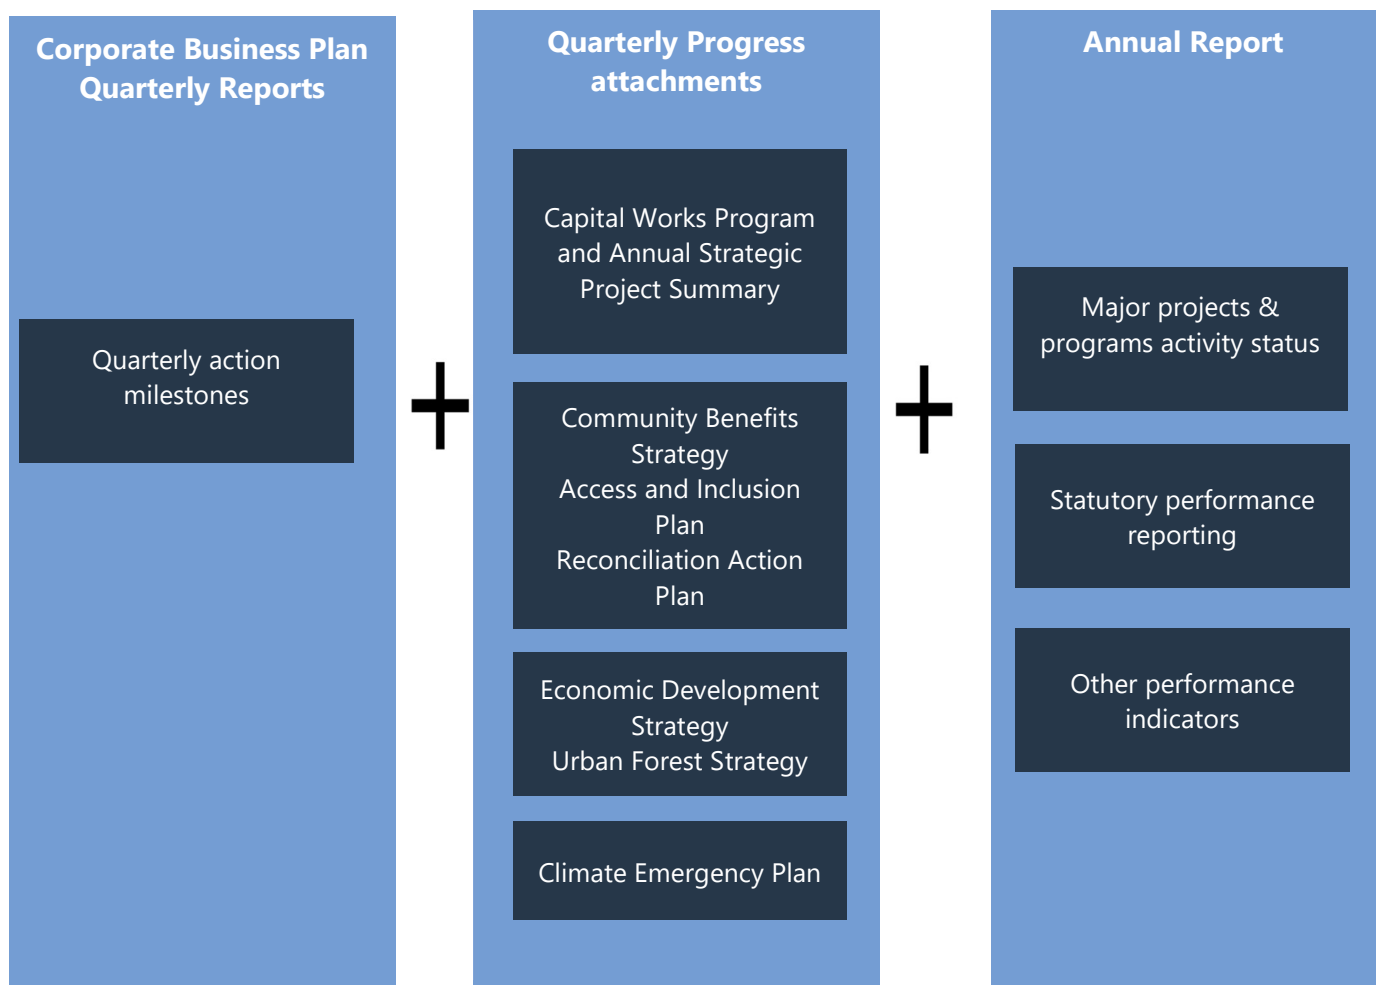 Corporate Business Plan
Quarterly Reports
Quarterly action
milestones
Quarterly Progress
attachments
Capital Works Program
and Annual Strategic
Project Summary
Community Benefits
Strategy
Access and Inclusion
Plan
Reconciliation Action
Plan
Economic Development
Strategy
Urban Forest Strategy
Climate Emergency Plan
Annual Report
Major projects &
programs activity status
Statutory performance
reporting
Other performance
indicators